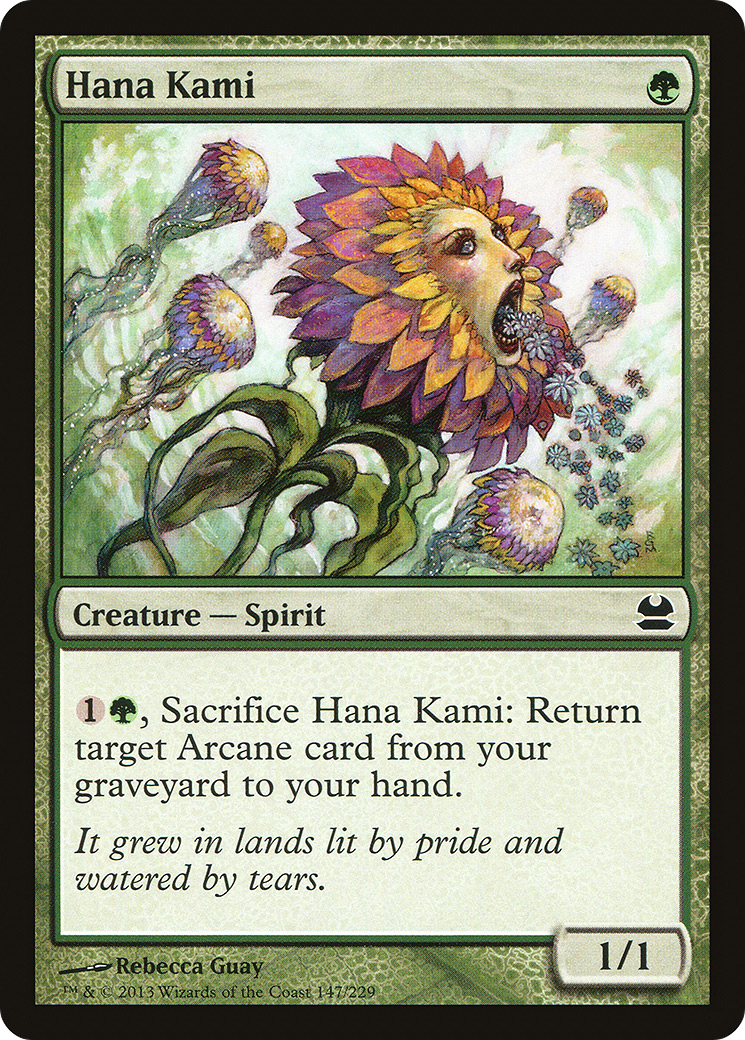 Hana Kami
Creature — Spirit
1, Sacrifice Hana Kami: Return
target Arcane card from your
graveyard to your hand.
It grew in lands lit by pride and
watered by tears.
1/1
Rebecca Guay
™ & © 2013 Wizards of the Coast 147/229